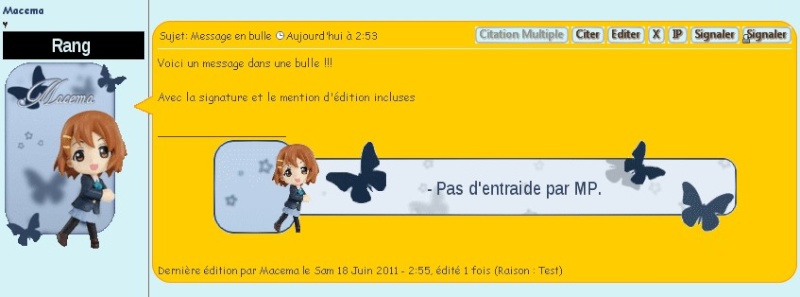 Macema
♥
Rang
Macema
Sujet: Message en bulle Aujourd'hui à 2:53
Citation Multiple Citer Editer X IP Signaler Signaler
Voici un message dans une bulle !!!
Avec la signature et le mention d'édition incluses
- Pas d'entraide par MP.
Dernière édition par Macema le Sam 18 Juin 2011 - 2:55, édité 1 fois (Raison : Test)